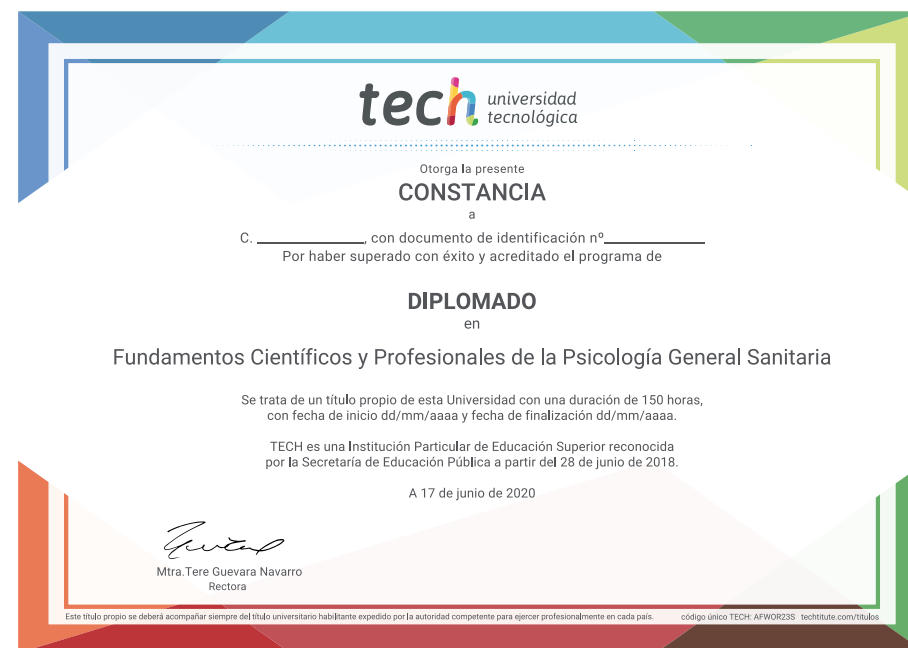 tech universidad
tecnológica
Otorga la presente
CONSTANCIA
a
C. ____________, con documento de identificación nº____________
Por haber superado con éxito y acreditado el programa de
DIPLOMADO
en
Fundamentos Científicos y Profesionales de la Psicología General Sanitaria
Se trata de un título propio de esta Universidad con una duración de 150 horas,
con fecha de inicio dd/mm/aaaa y fecha de finalización dd/mm/aaaa.
TECH es una Institución Particular de Educación Superior reconocida
por la Secretaría de Educación Pública a partir del 28 de junio de 2018.
A 17 de junio de 2020
Mtra.Tere Guevara Navarro
Rectora
Este título propio se deberá acompañar siempre del título universitario habilitante expedido por la autoridad competente para ejercer profesionalmente en cada país. código único TECH: AFWOR23S techtitute.com/titulos